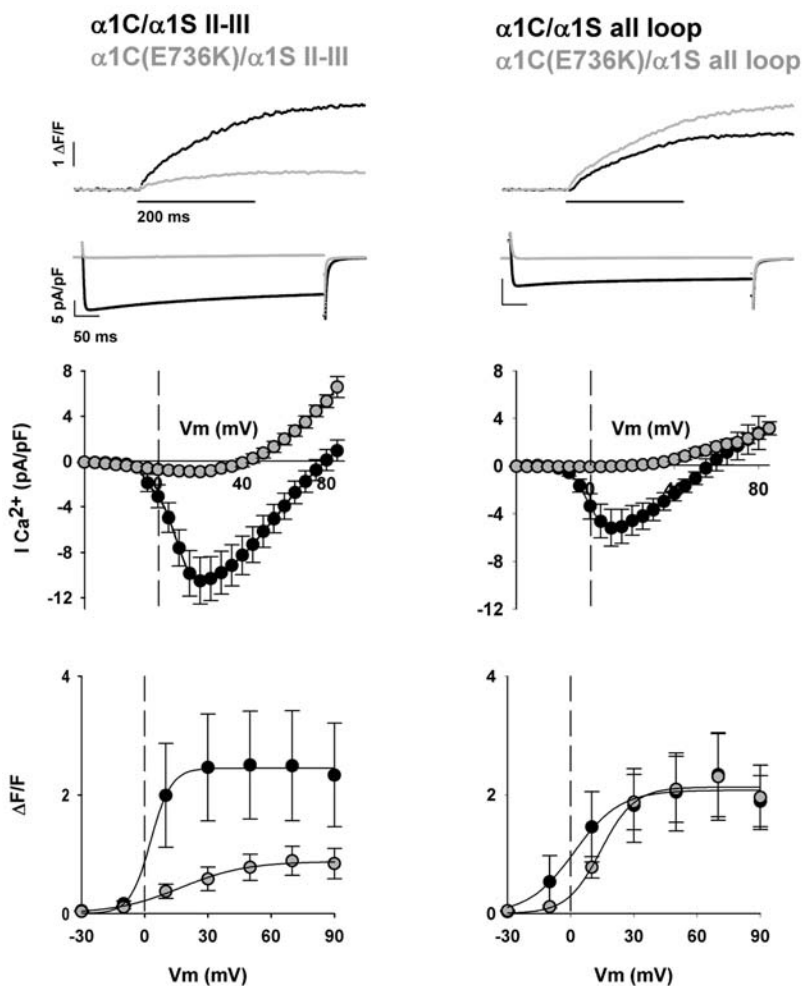 α1C/α1S II-III
α1C(E736K)/α1S II-III
α1C/α1S all loop
α1C(E736K)/α1S all loop
1 ΔF/F
200 ms
5 pA/pF
50 ms
8
4
0
-4
-8
-12
I Ca2+ (pA/pF)
Vm (mV)
0
40
80
8
4
0
-4
-8
-12
Vm (mV)
0
40
80
4
2
0
ΔF/F
-30
0
30
60
90
Vm (mV)
4
2
0
-30
0
30
60
90
Vm (mV)